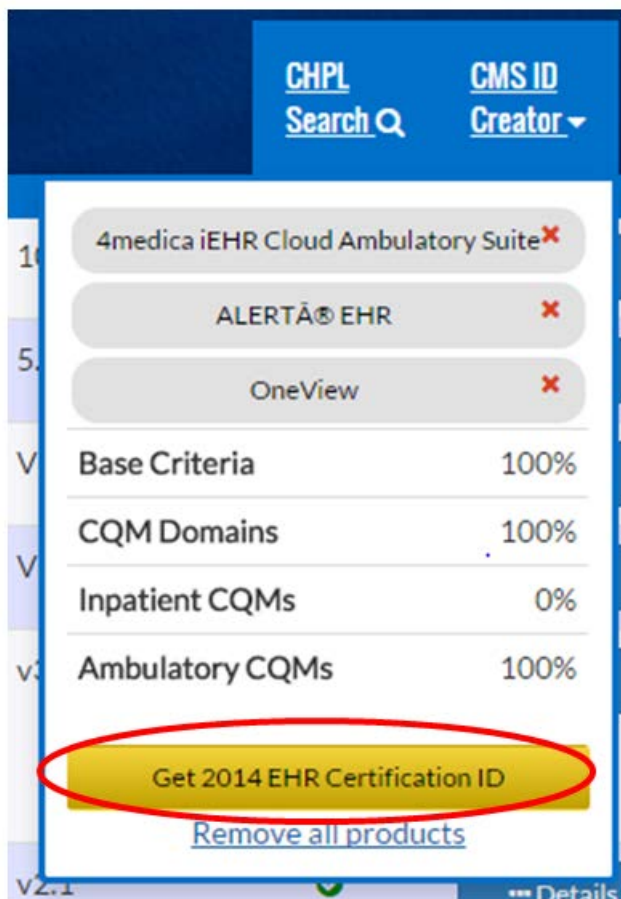 CHPL Search
CMS ID Creator
4medica iEHR Cloud Ambulatory Suite
ALERTÂ® EHR
OneView
Base Criteria 100%
CQM Domains 100%
Inpatient CQMs 0%
Ambulatory CQMs 100%
Get 2014 EHR Certification ID
Remove all products
v2.1
Details